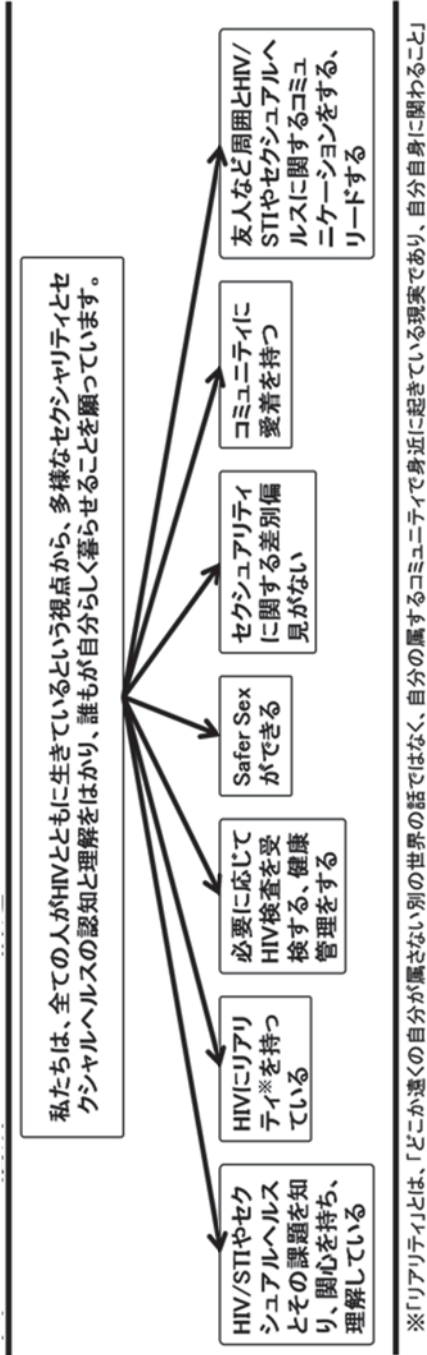 私たちは、全ての人がHIVとともに生きているという視点から、多様なセクシャリティとセ
クシャルヘルスの認知と理解をはかり、誰もが自分らしく暮らせることを願っています。
HIV/STIやセク
シュアルヘルス
とその課題を知
り、関心を持ち、
理解している
HIVにリアリ
ティ※を持っ
ている
必要に応じて
HIV検査を受
検する、健康
管理をする
Safer Sex
ができる
セクシュアリティ
に関する差別偏
見がない
コミュニティに
愛着を持つ
友人など周囲とHIV/
STIやセクシュアルヘ
ルスに関するコミュ
ニケーションをする、
リードする
※「リアリティ」とは、「どこか遠くの自分が属さない別の世界の話ではなく、自分の属するコミュニティで身近に起きている現実であり、自分自身に関わること」